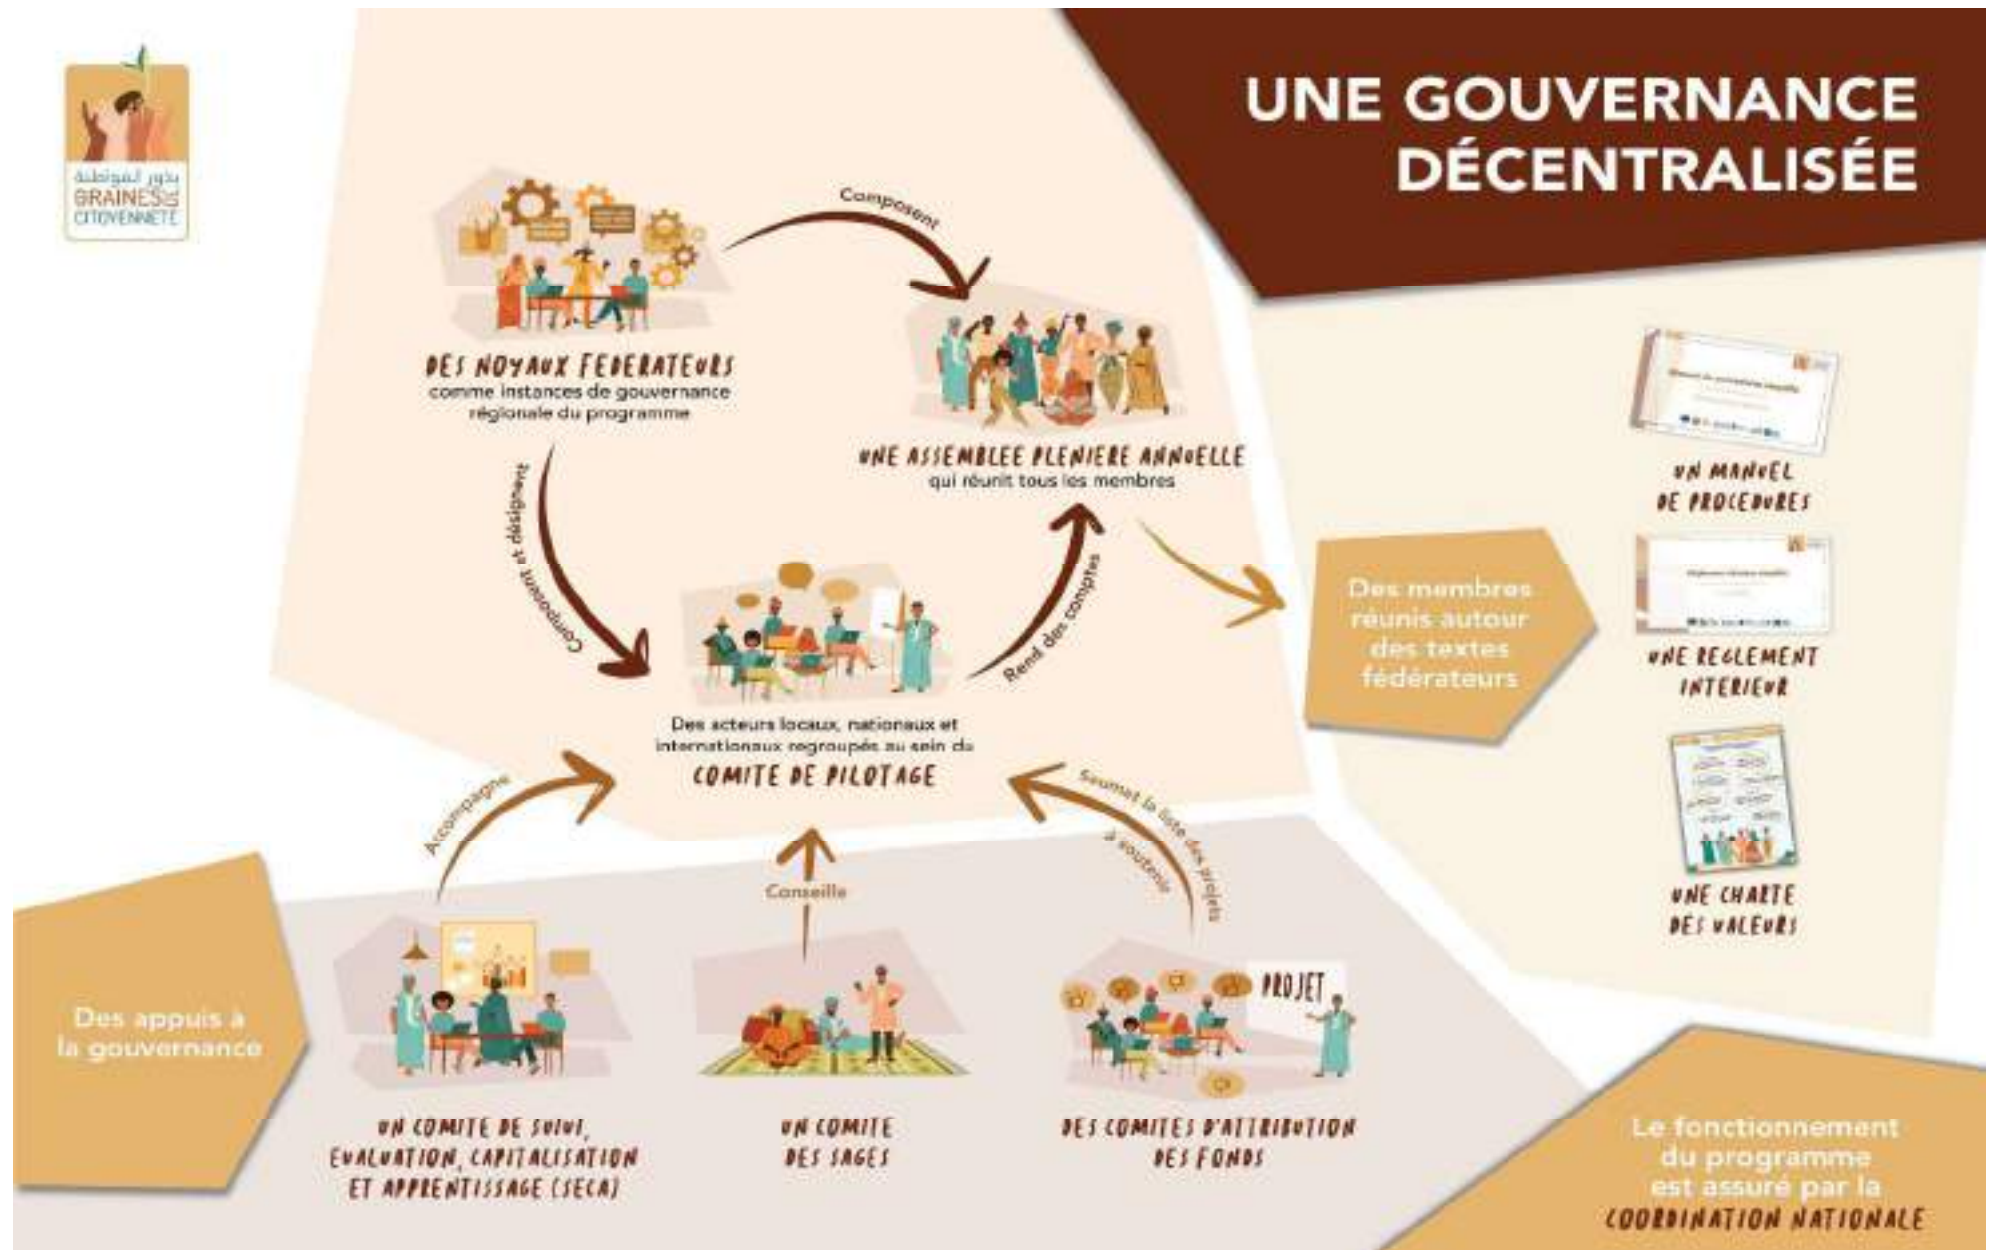 بذور المواطنة
GRAINES DE
CITOYENNETÉ
UNE GOUVERNANCE
DÉCENTRALISÉE
Composent
DES NOYAUX FEDERATEURS
comme instances de gouvernance
régionale du programme
UNE ASSEMBLEE PLENIERE ANNUELLE
qui réunit tous les membres
Composent et désignent
Rend des comptes
Des acteurs locaux, nationaux et
internationaux regroupés au sein du
COMITE DE PILOTAGE
Des membres
réunis autour
des textes
fédérateurs
UN MANUEL
DE PROCEDURES
UNE REGLEMENT
INTERIEUR
UNE CHARTE
DES VALEURS
Accompagne
Conseille
Soumet la liste des projets
à soutenir
Des appuis à
la gouvernance
PROJET
UN COMITE DE SUIVI,
EVALUATION, CAPITALISATION
ET APPRENTISSAGE (SECA)
UN COMITE
DES SAGES
DES COMITES D'ATTRIBUTION
DES FONDS
Le fonctionnement
du programme
est assuré par la
COORDINATION NATIONALE